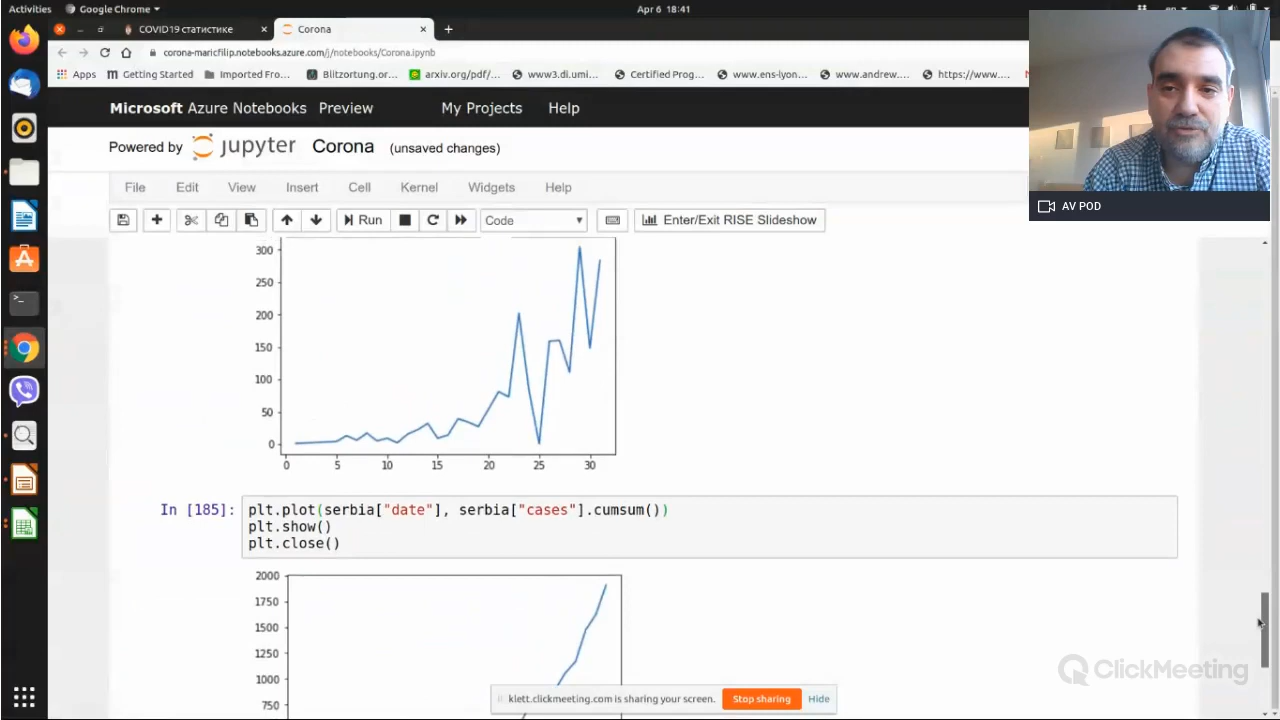 Activities Google Chrome Apr 6 18:41 en
COVID19 статистике Corona
corona-maricfilip.notebooks.azure.com/j/notebooks/Corona.ipynb
Apps Getting Started Imported Fro... Blitzortung.or... arxiv.org/pdf/... www3.di.umi... Certified Prog... www.ens-lyon... www.andrew... https://www....
Microsoft Azure Notebooks Preview My Projects Help
Powered by jupyter Corona (unsaved changes)
File Edit View Insert Cell Kernel Widgets Help
Run Code Enter/Exit RISE Slideshow
AV POD
300
250
200
150
100
50
0
0 5 10 15 20 25 30
In [185]: plt.plot(serbia["date"], serbia["cases"].cumsum())
plt.show()
plt.close()
2000
1750
1500
1250
1000
750
ClickMeeting
klett.clickmeeting.com is sharing your screen. Stop sharing Hide